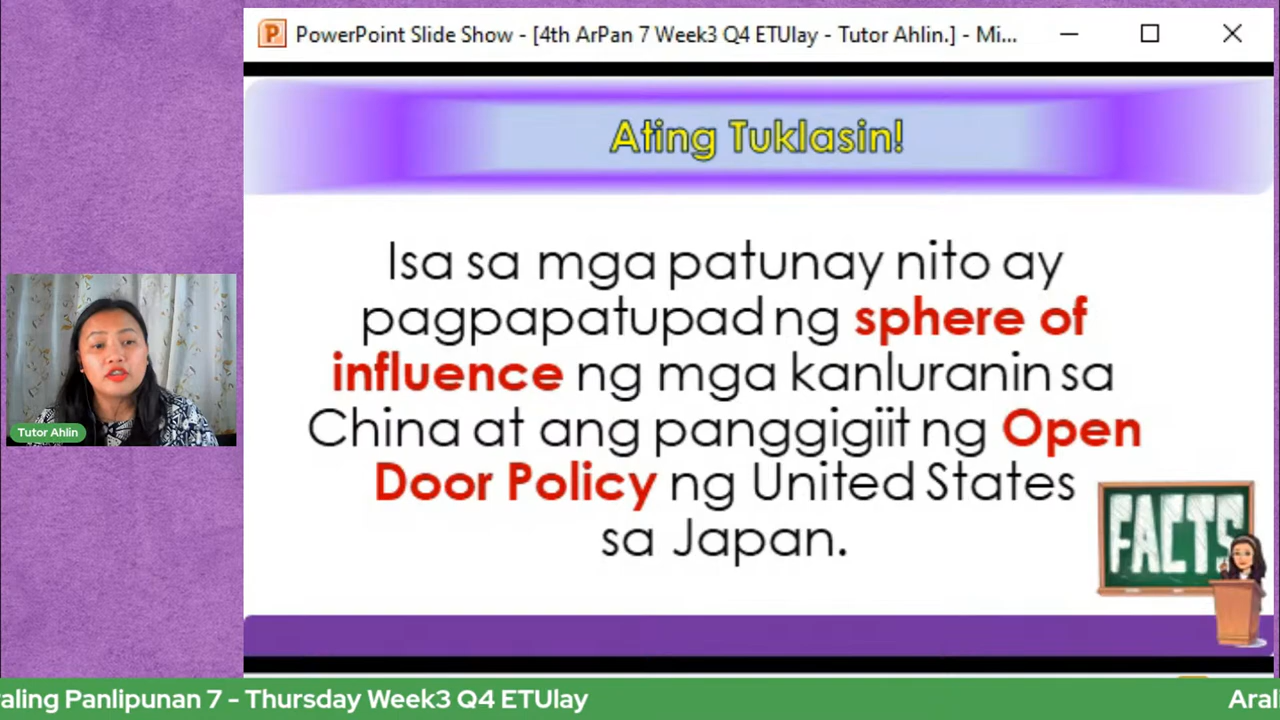 PowerPoint Slide Show - [4th ArPan 7 Week3 Q4 ETUlay - Tutor Ahlin.] - Mi...
Ating Tuklasin!
Isa sa mga patunay nito ay
pagpapatupad ng sphere of
influence ng mga kanluranin sa
China at ang panggigiit ng Open
Door Policy ng United States
sa Japan.
FACTS
Tutor Ahlin
aling Panlipunan 7 - Thursday Week3 Q4 ETUlay
Aral